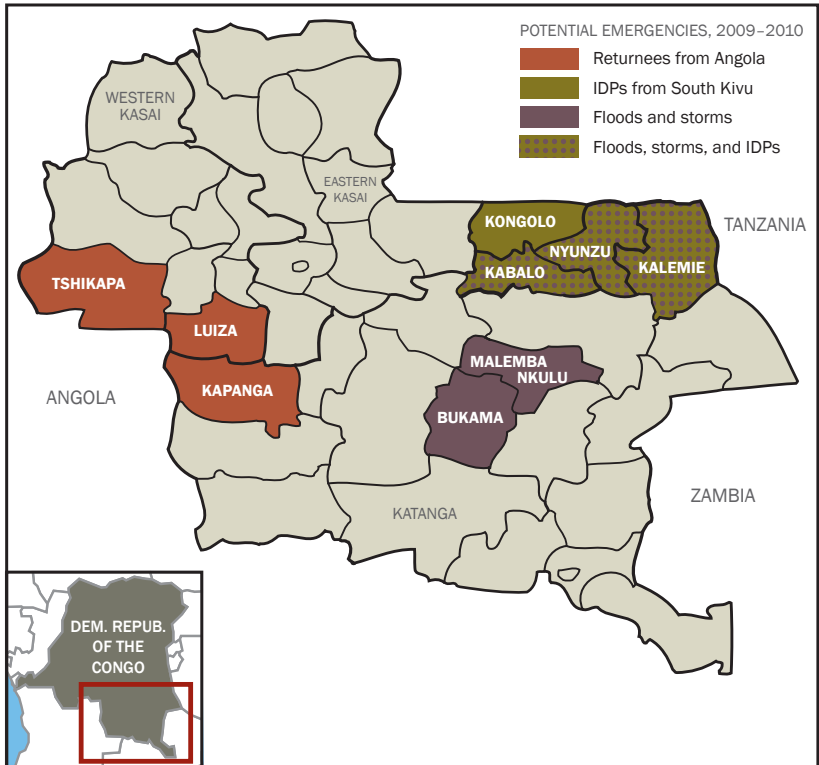 POTENTIAL EMERGENCIES, 2009–2010
Returnees from Angola
IDPs from South Kivu
Floods and storms
Floods, storms, and IDPs
WESTERN
KASAI
EASTERN
KASAI
KONGOLO
NYUNZU
KABALO
KALEMIE
TANZANIA
TSHIKAPA
LUIZA
KAPANGA
MALEMBA
NKULU
BUKAMA
ANGOLA
ZAMBIA
KATANGA
DEM. REPUB.
OF THE
CONGO